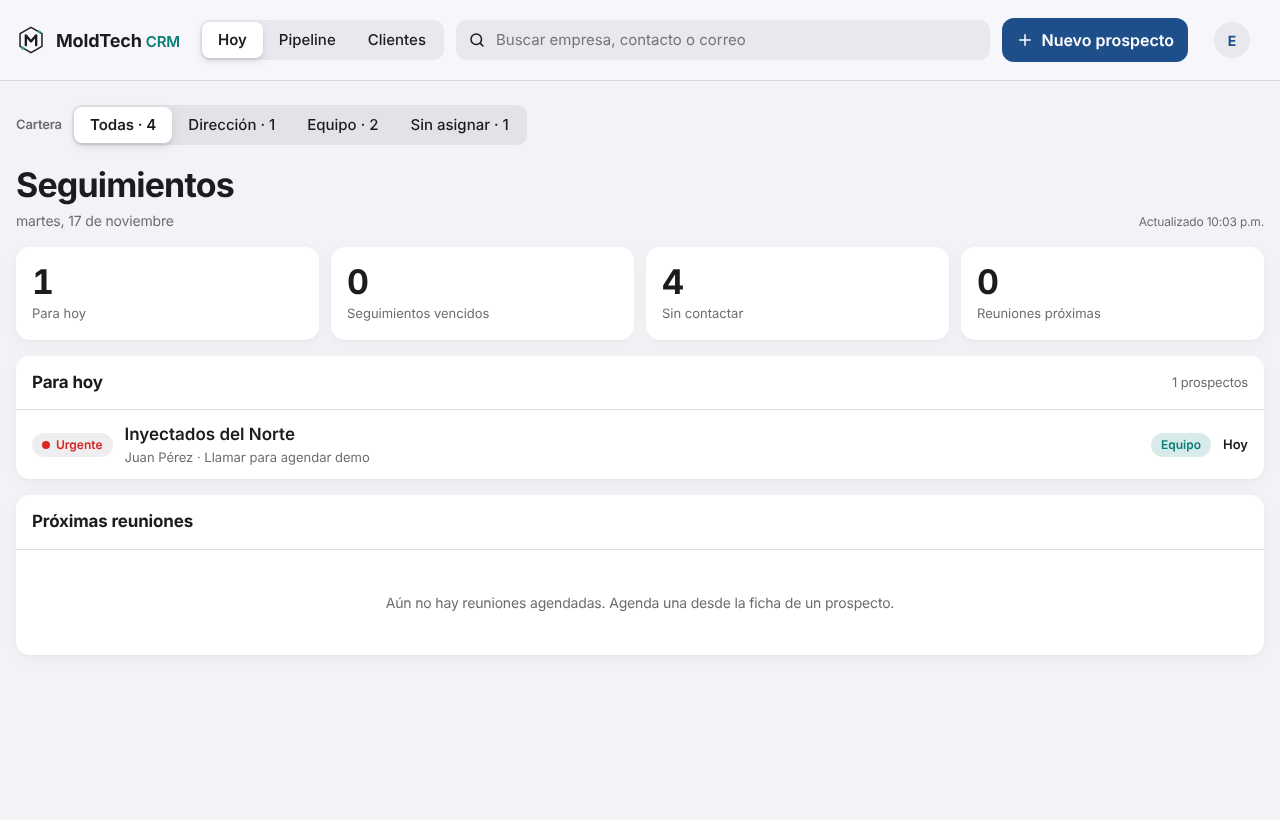 MoldTech CRM
Hoy
Pipeline
Clientes
Buscar empresa, contacto o correo
Nuevo prospecto
E
Cartera
Todas · 4
Dirección · 1
Equipo · 2
Sin asignar · 1
Seguimientos
martes, 17 de noviembre
Actualizado 10:03 p.m.
1
Para hoy
0
Seguimientos vencidos
4
Sin contactar
0
Reuniones próximas
Para hoy
1 prospectos
Urgente
Inyectados del Norte
Juan Pérez · Llamar para agendar demo
Equipo
Hoy
Próximas reuniones
Aún no hay reuniones agendadas. Agenda una desde la ficha de un prospecto.